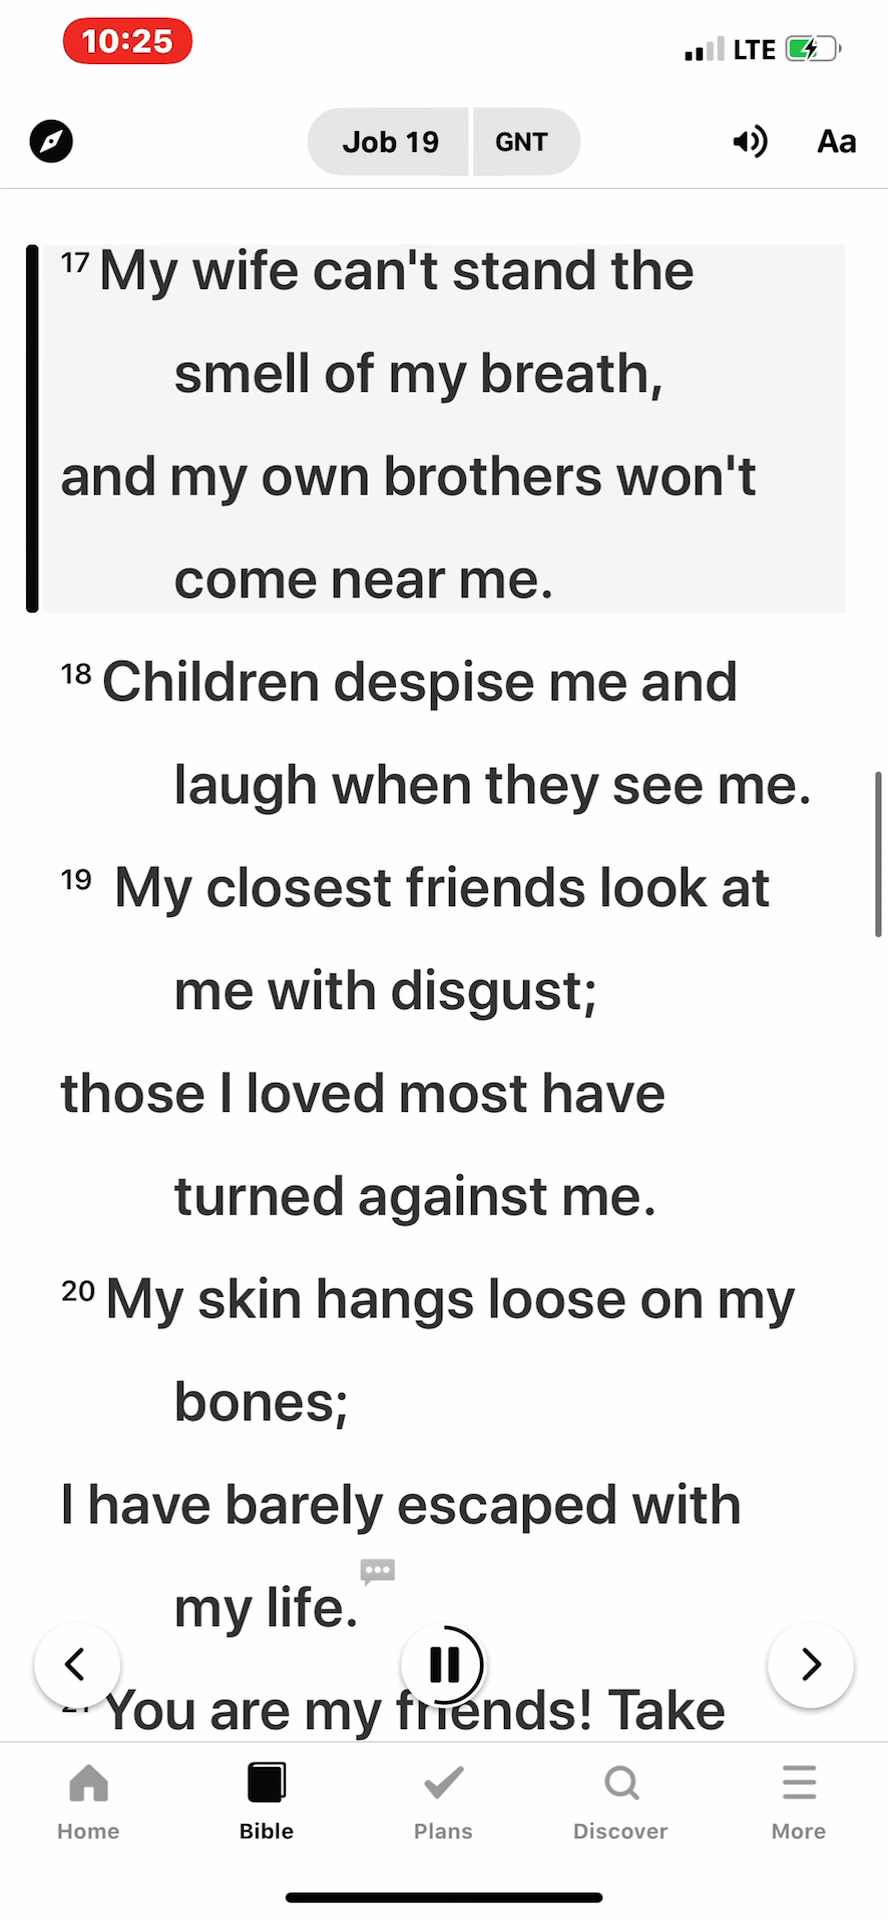 10:25
LTE
Job 19 GNT Aa
17 My wife can't stand the
smell of my breath,
and my own brothers won't
come near me.
18 Children despise me and
laugh when they see me.
19 My closest friends look at
me with disgust;
those I loved most have
turned against me.
20 My skin hangs loose on my
bones;
I have barely escaped with
my life.
You are my friends! Take
Home Bible Plans Discover More